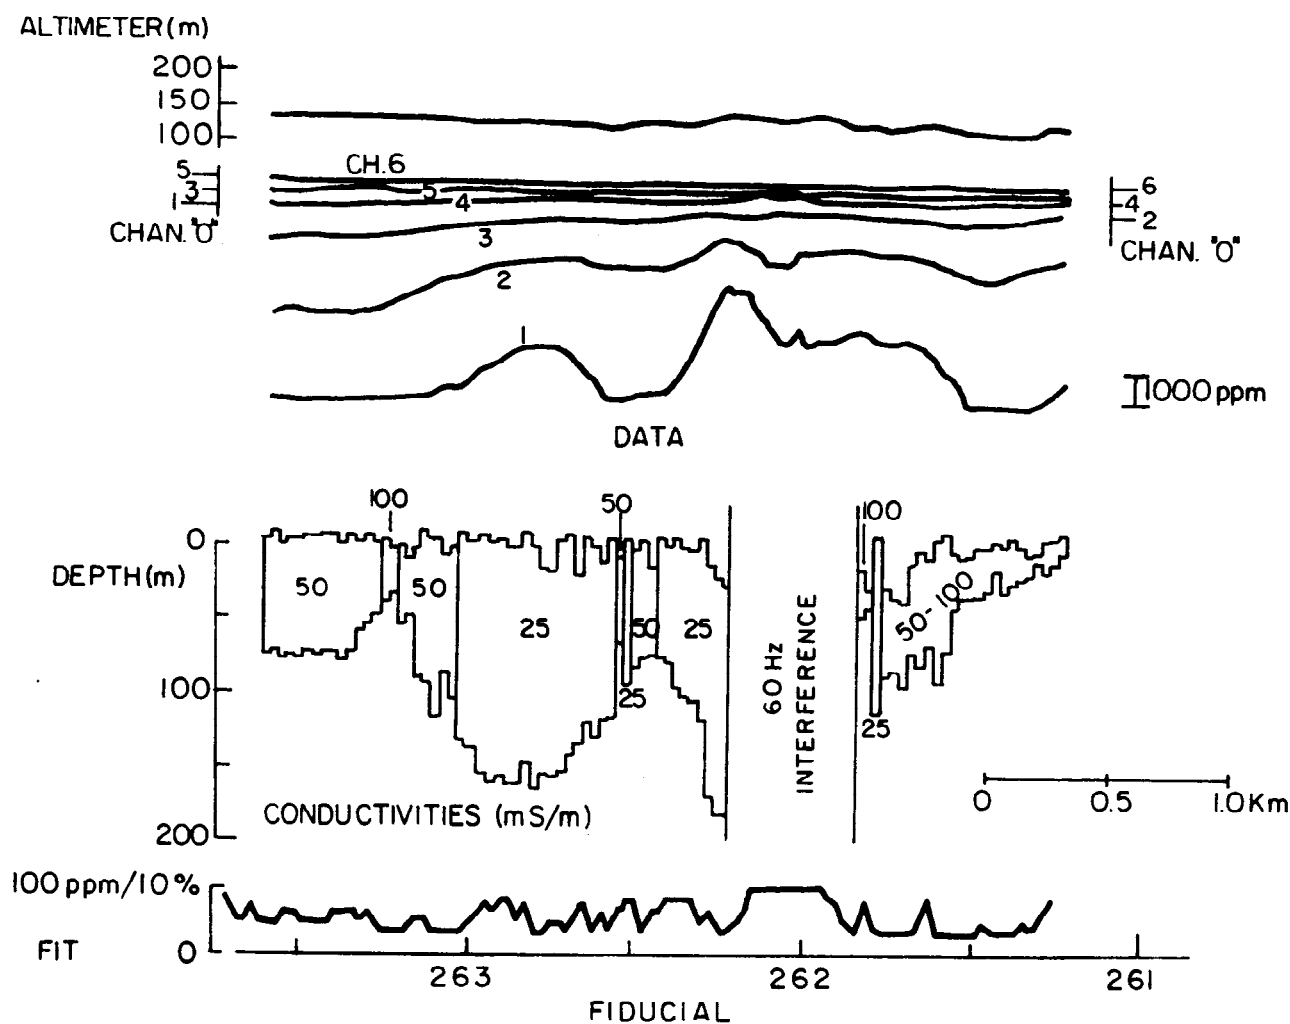 ALTIMETER (m)
200
150
100
5
3
1
CHAN. "0"
CH. 6
5
4
3
2
1
6
4
2
CHAN. "0"
1000 ppm
DATA
100
50
100
0
DEPTH (m)
50
50
25
50
25
50-100
25
25
100
60 Hz
INTERFERENCE
0
0.5
1.0 Km
CONDUCTIVITIES (mS/m)
200
100 ppm/10 %
FIT
0
263
262
261
FIDUCIAL